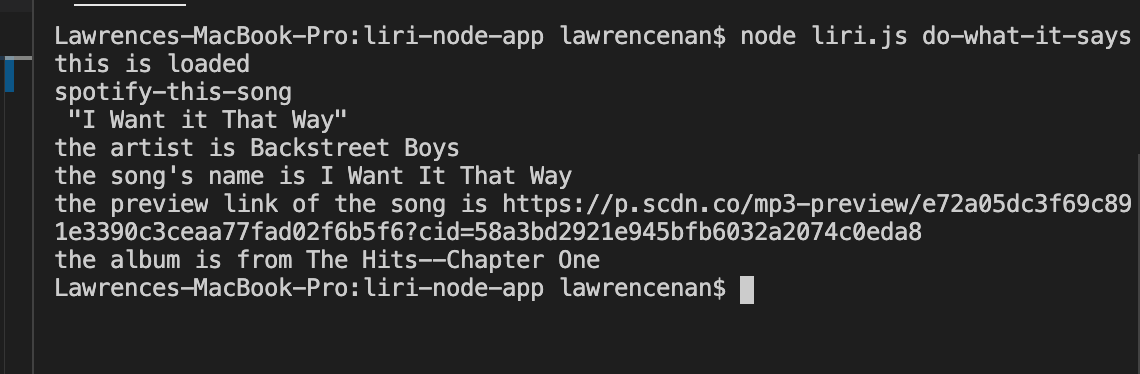 Lawrences-MacBook-Pro:liri-node-app lawrencenan$ node liri.js do-what-it-says
this is loaded
spotify-this-song
 "I Want it That Way"
the artist is Backstreet Boys
the song's name is I Want It That Way
the preview link of the song is https://p.scdn.co/mp3-preview/e72a05dc3f69c89
1e3390c3ceaa77fad02f6b5f6?cid=58a3bd2921e945bfb6032a2074c0eda8
the album is from The Hits--Chapter One
Lawrences-MacBook-Pro:liri-node-app lawrencenan$